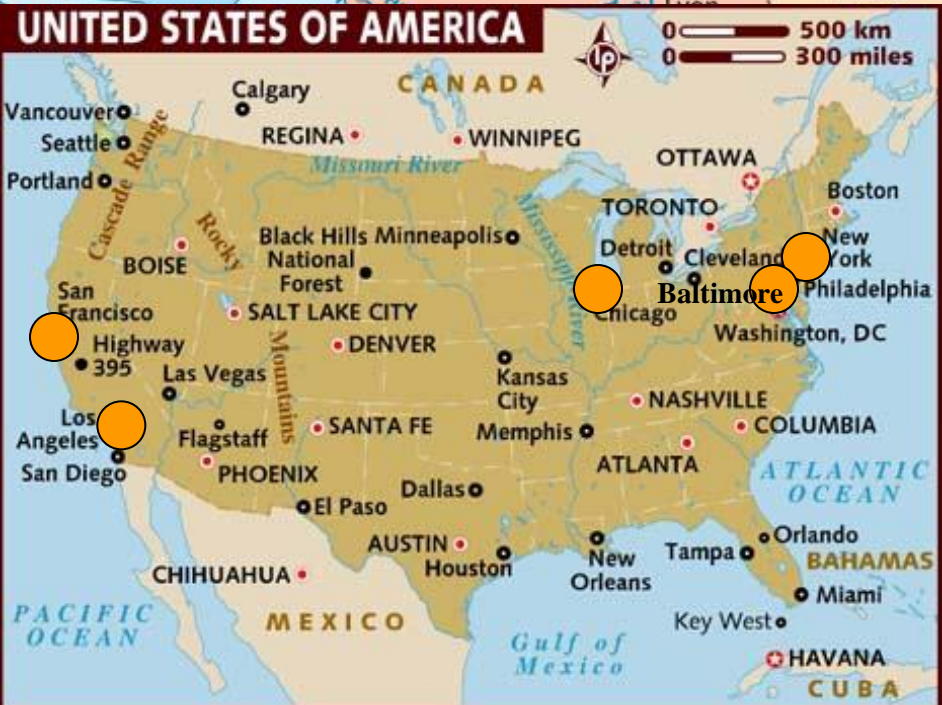 UNITED STATES OF AMERICA
0 500 km
0 300 miles
CANADA
Calgary
Vancouver
Seattle
REGINA
WINNIPEG
Missouri River
OTTAWA
Portland
Cascade Range
Boston
TORONTO
Mississippi River
Rocky
Mountains
BOISE
Black Hills
National
Forest
Minneapolis
Detroit
Cleveland
New
York
San
Francisco
Baltimore
Philadelphia
SALT LAKE CITY
Chicago
Washington, DC
Highway
395
DENVER
Las Vegas
Kansas
City
NASHVILLE
Los
Angeles
Flagstaff
SANTA FE
Memphis
COLUMBIA
San Diego
PHOENIX
ATLANTA
ATLANTIC
OCEAN
Dallas
El Paso
AUSTIN
Houston
New
Orleans
Tampa
Orlando
BAHAMAS
CHIHUAHUA
Miami
PACIFIC
OCEAN
MEXICO
Key West
Gulf of
Mexico
HAVANA
CUBA